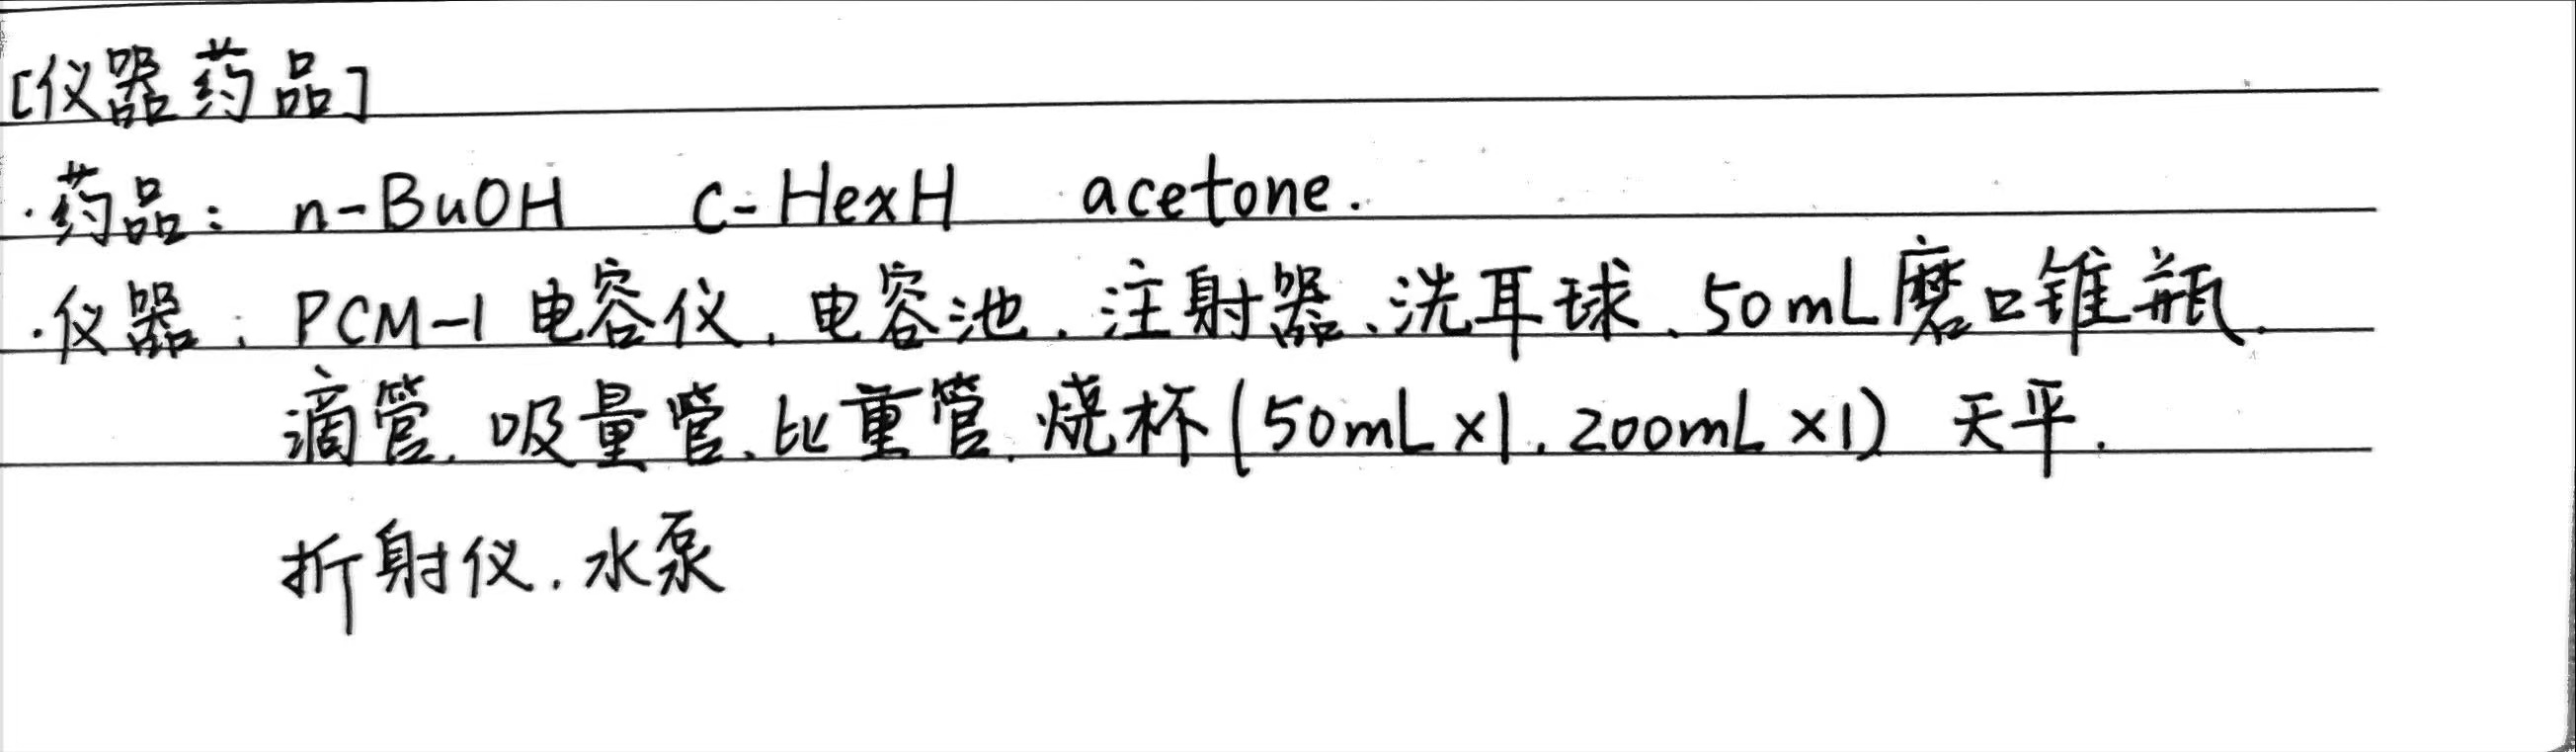 [仪器药品]
·药品: n-BuOH c-HexH acetone.
·仪器: PCM-1 电容仪, 电容池, 注射器、洗耳球、50mL磨口锥瓶.
滴管, 吸量管、比重管, 烧杯(50mL×1, 200mL×1) 天平,
折射仪, 水泵